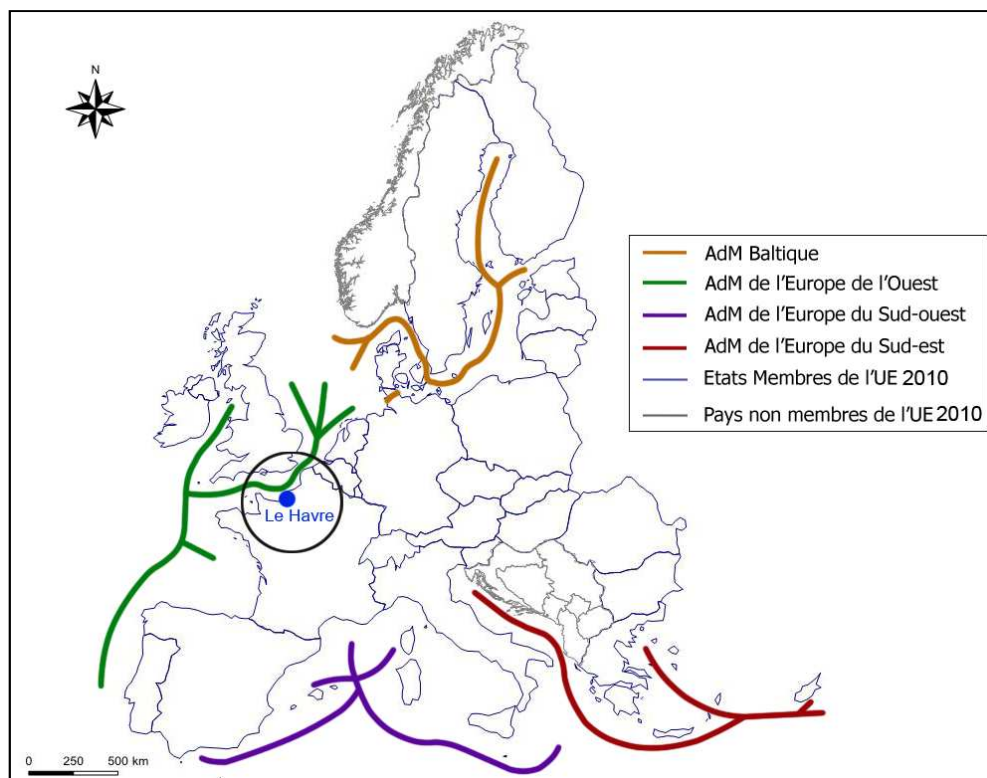 N
AdM Baltique
AdM de l'Europe de l'Ouest
AdM de l'Europe du Sud-ouest
AdM de l'Europe du Sud-est
Etats Membres de l'UE 2010
Pays non membres de l'UE 2010
Le Havre
0 250 500 km